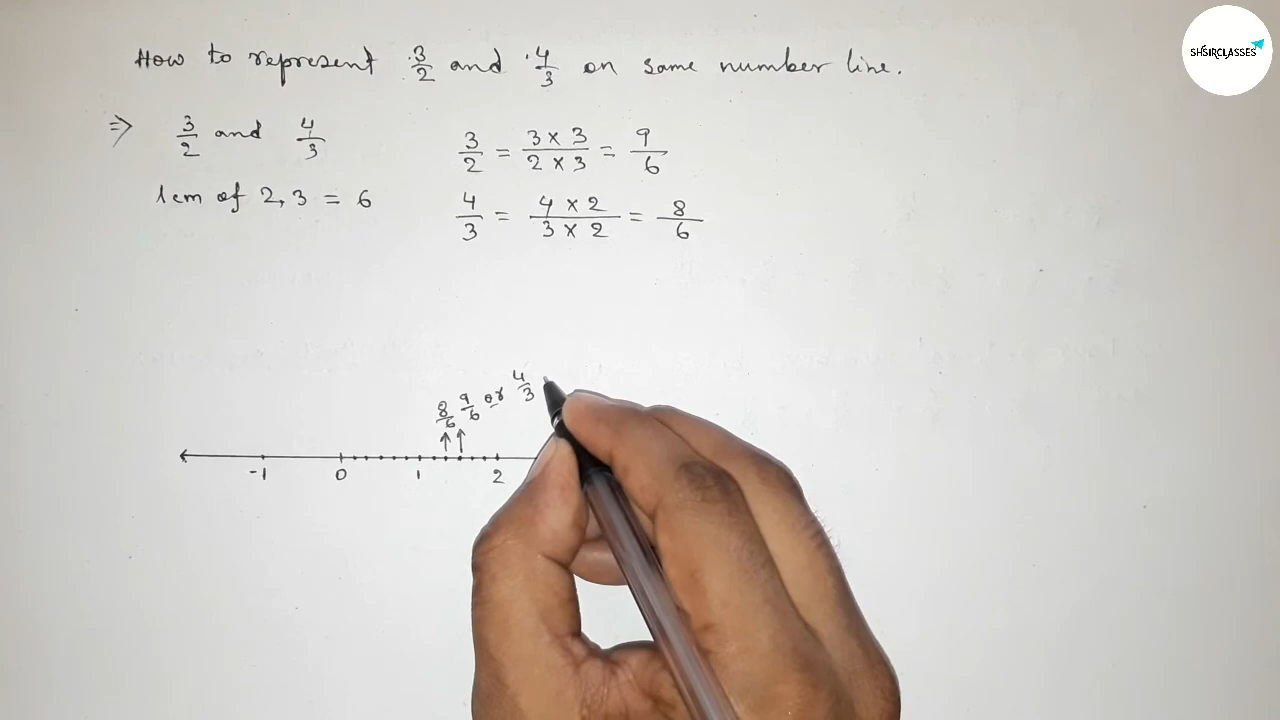 SHSIRCLASSES
How to represent 3/2 and 4/3 on same number line.
⇒ 3/2 and 4/3
lcm of 2, 3 = 6
3/2 = 3 × 3 / 2 × 3 = 9/6
4/3 = 4 × 2 / 3 × 2 = 8/6
8/6 9/6 or 4/3
-1 0 1 2